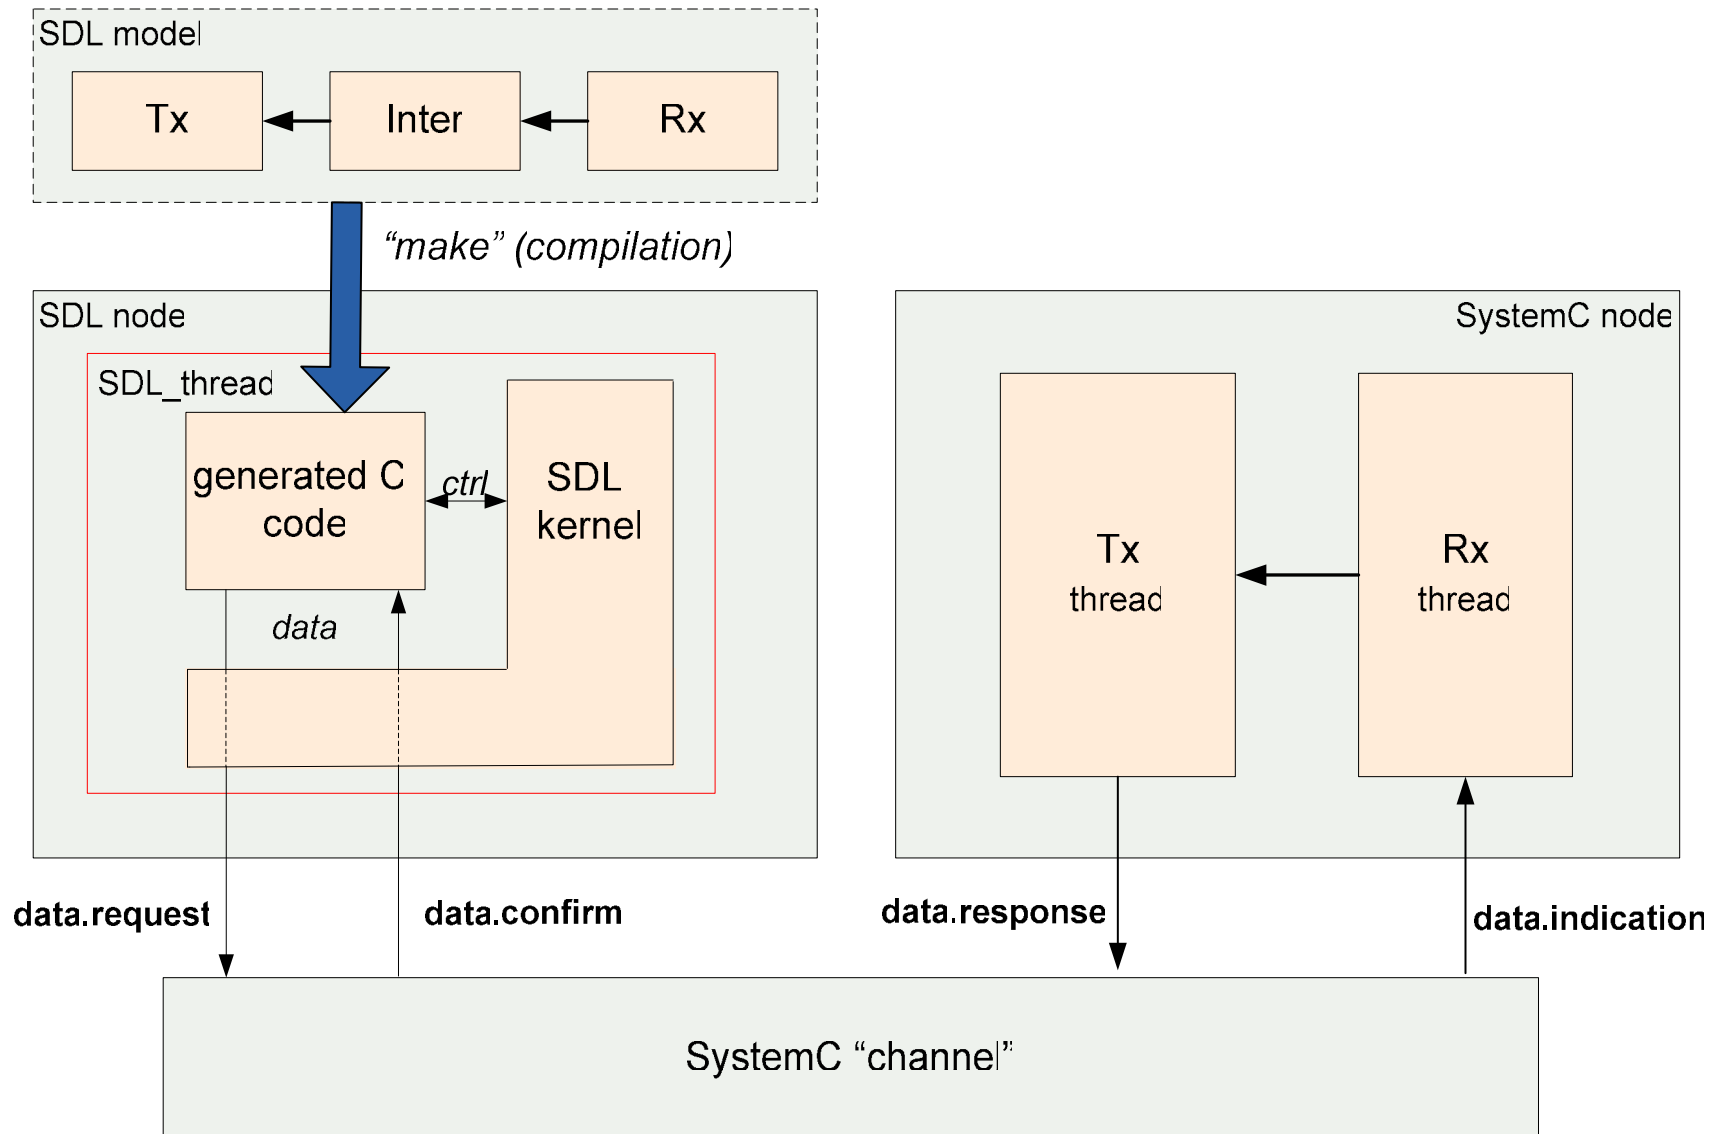 SDL model
Tx
Inter
Rx
“make” (compilation)
SDL node
SystemC node
SDL_thread
generated C
code
ctrl
SDL
kernel
data
Tx
thread
Rx
thread
data.request
data.confirm
data.response
data.indication
SystemC “channel”